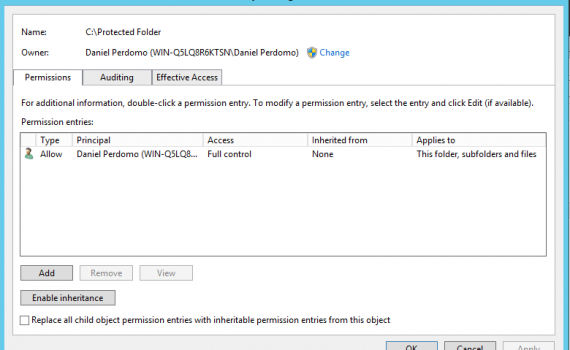 Name: C:\Protected Folder
Owner: Daniel Perdomo (WIN-Q5LQ8R6KTSN\Daniel Perdomo) Change
Permissions Auditing Effective Access
For additional information, double-click a permission entry. To modify a permission entry, select the entry and click Edit (if available).
Permission entries:
Type Principal Access Inherited from Applies to
Allow Daniel Perdomo (WIN-Q5LQ8... Full control None This folder, subfolders and files
Add Remove View
Enable inheritance
Replace all child object permission entries with inheritable permission entries from this object
OK Cancel Apply